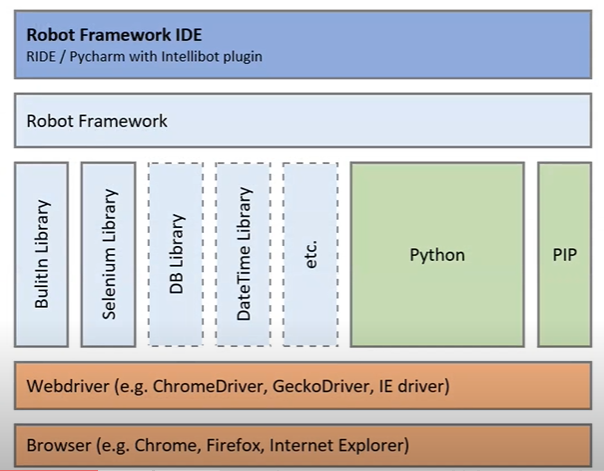 Robot Framework IDE
RIDE / Pycharm with Intellibot plugin
Robot Framework
BulitIn Library
Selenium Library
DB Library
DateTime Library
etc.
Python
PIP
Webdriver (e.g. ChromeDriver, GeckoDriver, IE driver)
Browser (e.g. Chrome, Firefox, Internet Explorer)